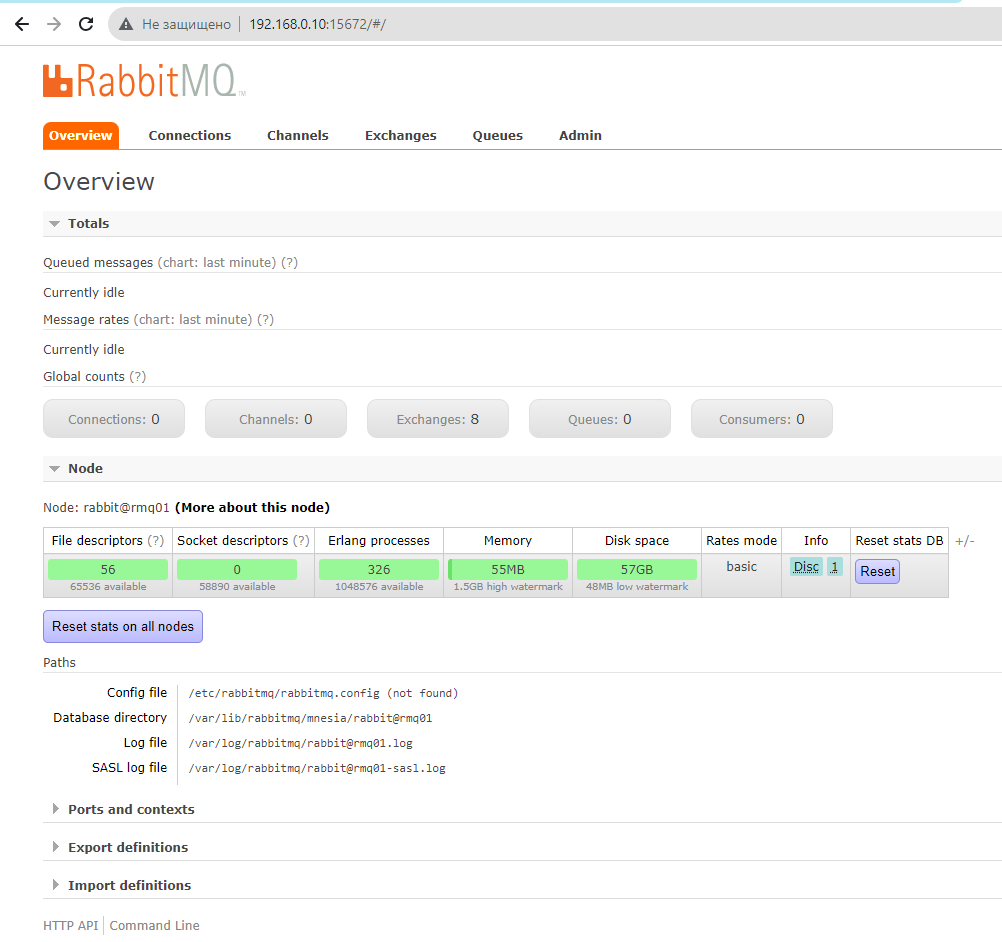 Не защищено 192.168.0.10:15672/#/
RabbitMQ TM
Overview Connections Channels Exchanges Queues Admin
Overview
Totals
Queued messages (chart: last minute) (?)
Currently idle
Message rates (chart: last minute) (?)
Currently idle
Global counts (?)
Connections: 0 Channels: 0 Exchanges: 8 Queues: 0 Consumers: 0
Node
Node: rabbit@rmq01 (More about this node)
File descriptors (?) Socket descriptors (?) Erlang processes Memory Disk space Rates mode Info Reset stats DB +/-
56 0 326 55MB 57GB basic Disc 1 Reset
65536 available 58890 available 1048576 available 1.5GB high watermark 48MB low watermark
Reset stats on all nodes
Paths
Config file /etc/rabbitmq/rabbitmq.config (not found)
Database directory /var/lib/rabbitmq/mnesia/rabbit@rmq01
Log file /var/log/rabbitmq/rabbit@rmq01.log
SASL log file /var/log/rabbitmq/rabbit@rmq01-sasl.log
Ports and contexts
Export definitions
Import definitions
HTTP API Command Line